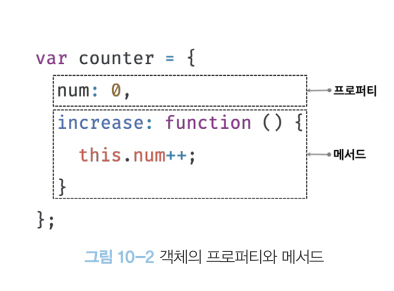 var counter = {
num: 0,
프로퍼티
increase: function () {
this.num++;
메서드
}
};
그림 10-2 객체의 프로퍼티와 메서드